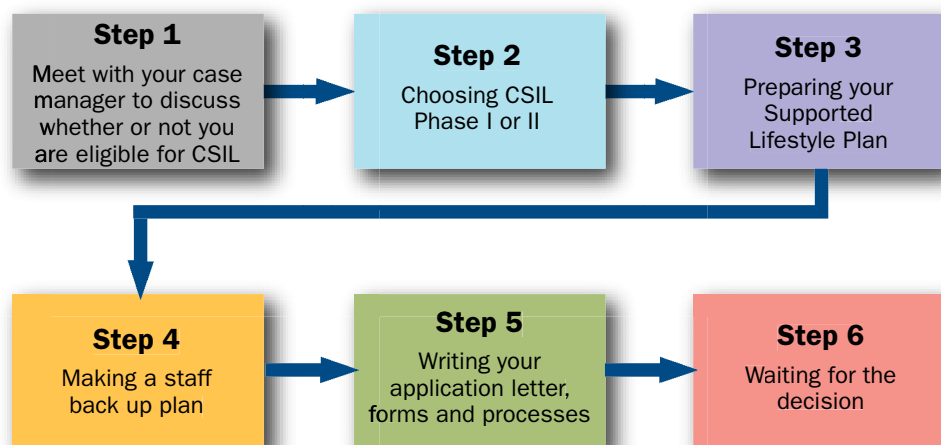 Step 1
Meet with your case
manager to discuss
whether or not you
are eligible for CSIL
Step 2
Choosing CSIL
Phase I or II
Step 3
Preparing your
Supported
Lifestyle Plan
Step 4
Making a staff
back up plan
Step 5
Writing your
application letter,
forms and processes
Step 6
Waiting for the
decision